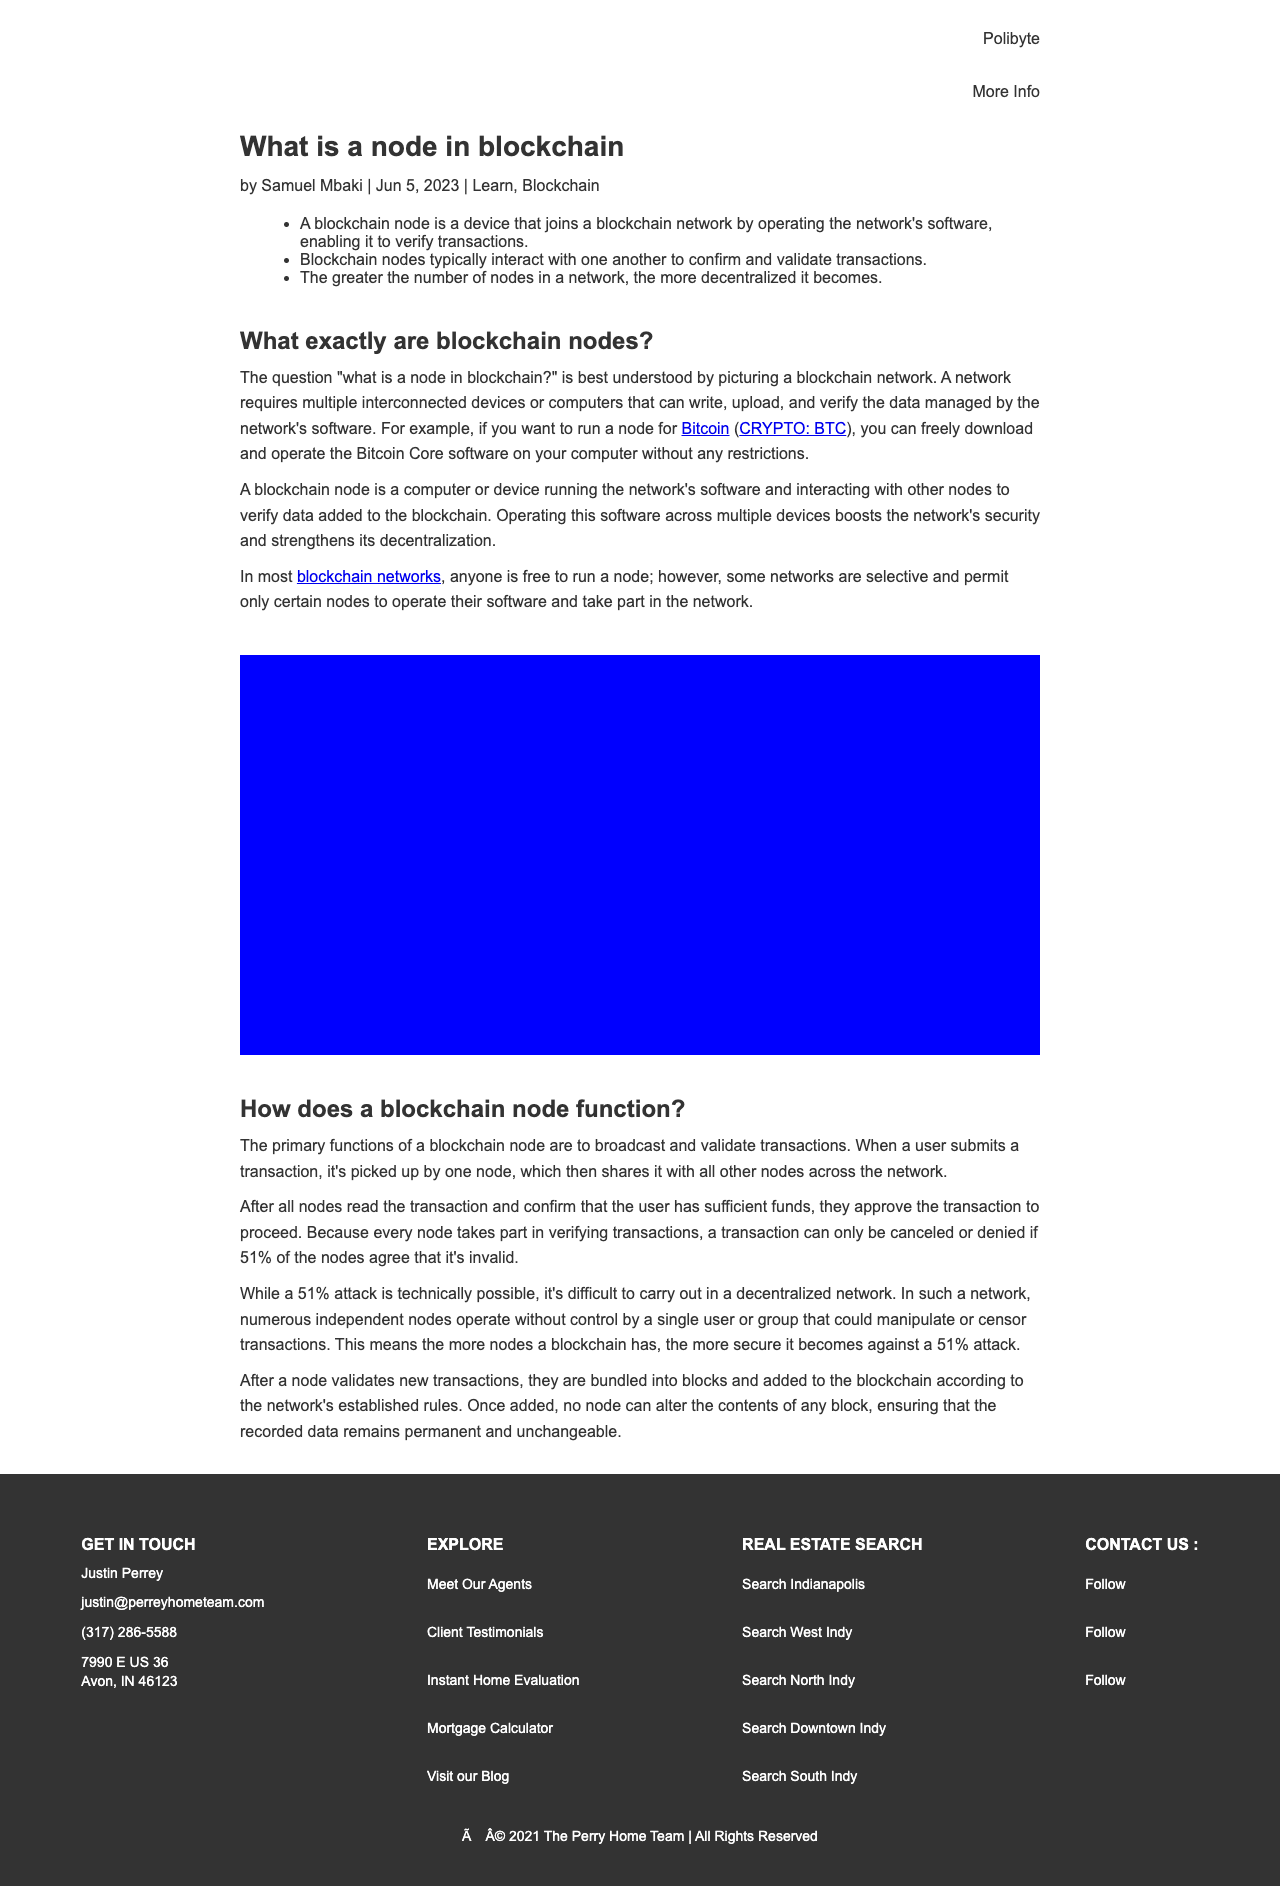 Polibyte
More Info
What is a node in blockchain
by Samuel Mbaki | Jun 5, 2023 | Learn, Blockchain
• A blockchain node is a device that joins a blockchain network by operating the network's software,
enabling it to verify transactions.
• Blockchain nodes typically interact with one another to confirm and validate transactions.
• The greater the number of nodes in a network, the more decentralized it becomes.
What exactly are blockchain nodes?
The question "what is a node in blockchain?" is best understood by picturing a blockchain network. A network
requires multiple interconnected devices or computers that can write, upload, and verify the data managed by the
network's software. For example, if you want to run a node for Bitcoin (CRYPTO: BTC), you can freely download
and operate the Bitcoin Core software on your computer without any restrictions.
A blockchain node is a computer or device running the network's software and interacting with other nodes to
verify data added to the blockchain. Operating this software across multiple devices boosts the network's security
and strengthens its decentralization.
In most blockchain networks, anyone is free to run a node; however, some networks are selective and permit
only certain nodes to operate their software and take part in the network.
How does a blockchain node function?
The primary functions of a blockchain node are to broadcast and validate transactions. When a user submits a
transaction, it's picked up by one node, which then shares it with all other nodes across the network.
After all nodes read the transaction and confirm that the user has sufficient funds, they approve the transaction to
proceed. Because every node takes part in verifying transactions, a transaction can only be canceled or denied if
51% of the nodes agree that it's invalid.
While a 51% attack is technically possible, it's difficult to carry out in a decentralized network. In such a network,
numerous independent nodes operate without control by a single user or group that could manipulate or censor
transactions. This means the more nodes a blockchain has, the more secure it becomes against a 51% attack.
After a node validates new transactions, they are bundled into blocks and added to the blockchain according to
the network's established rules. Once added, no node can alter the contents of any block, ensuring that the
recorded data remains permanent and unchangeable.
GET IN TOUCH
Justin Perrey
justin@perreyhometeam.com
(317) 286-5588
7990 E US 36
Avon, IN 46123
EXPLORE
Meet Our Agents
Client Testimonials
Instant Home Evaluation
Mortgage Calculator
Visit our Blog
REAL ESTATE SEARCH
Search Indianapolis
Search West Indy
Search North Indy
Search Downtown Indy
Search South Indy
CONTACT US :
Follow
Follow
Follow
Ã Â© 2021 The Perry Home Team | All Rights Reserved